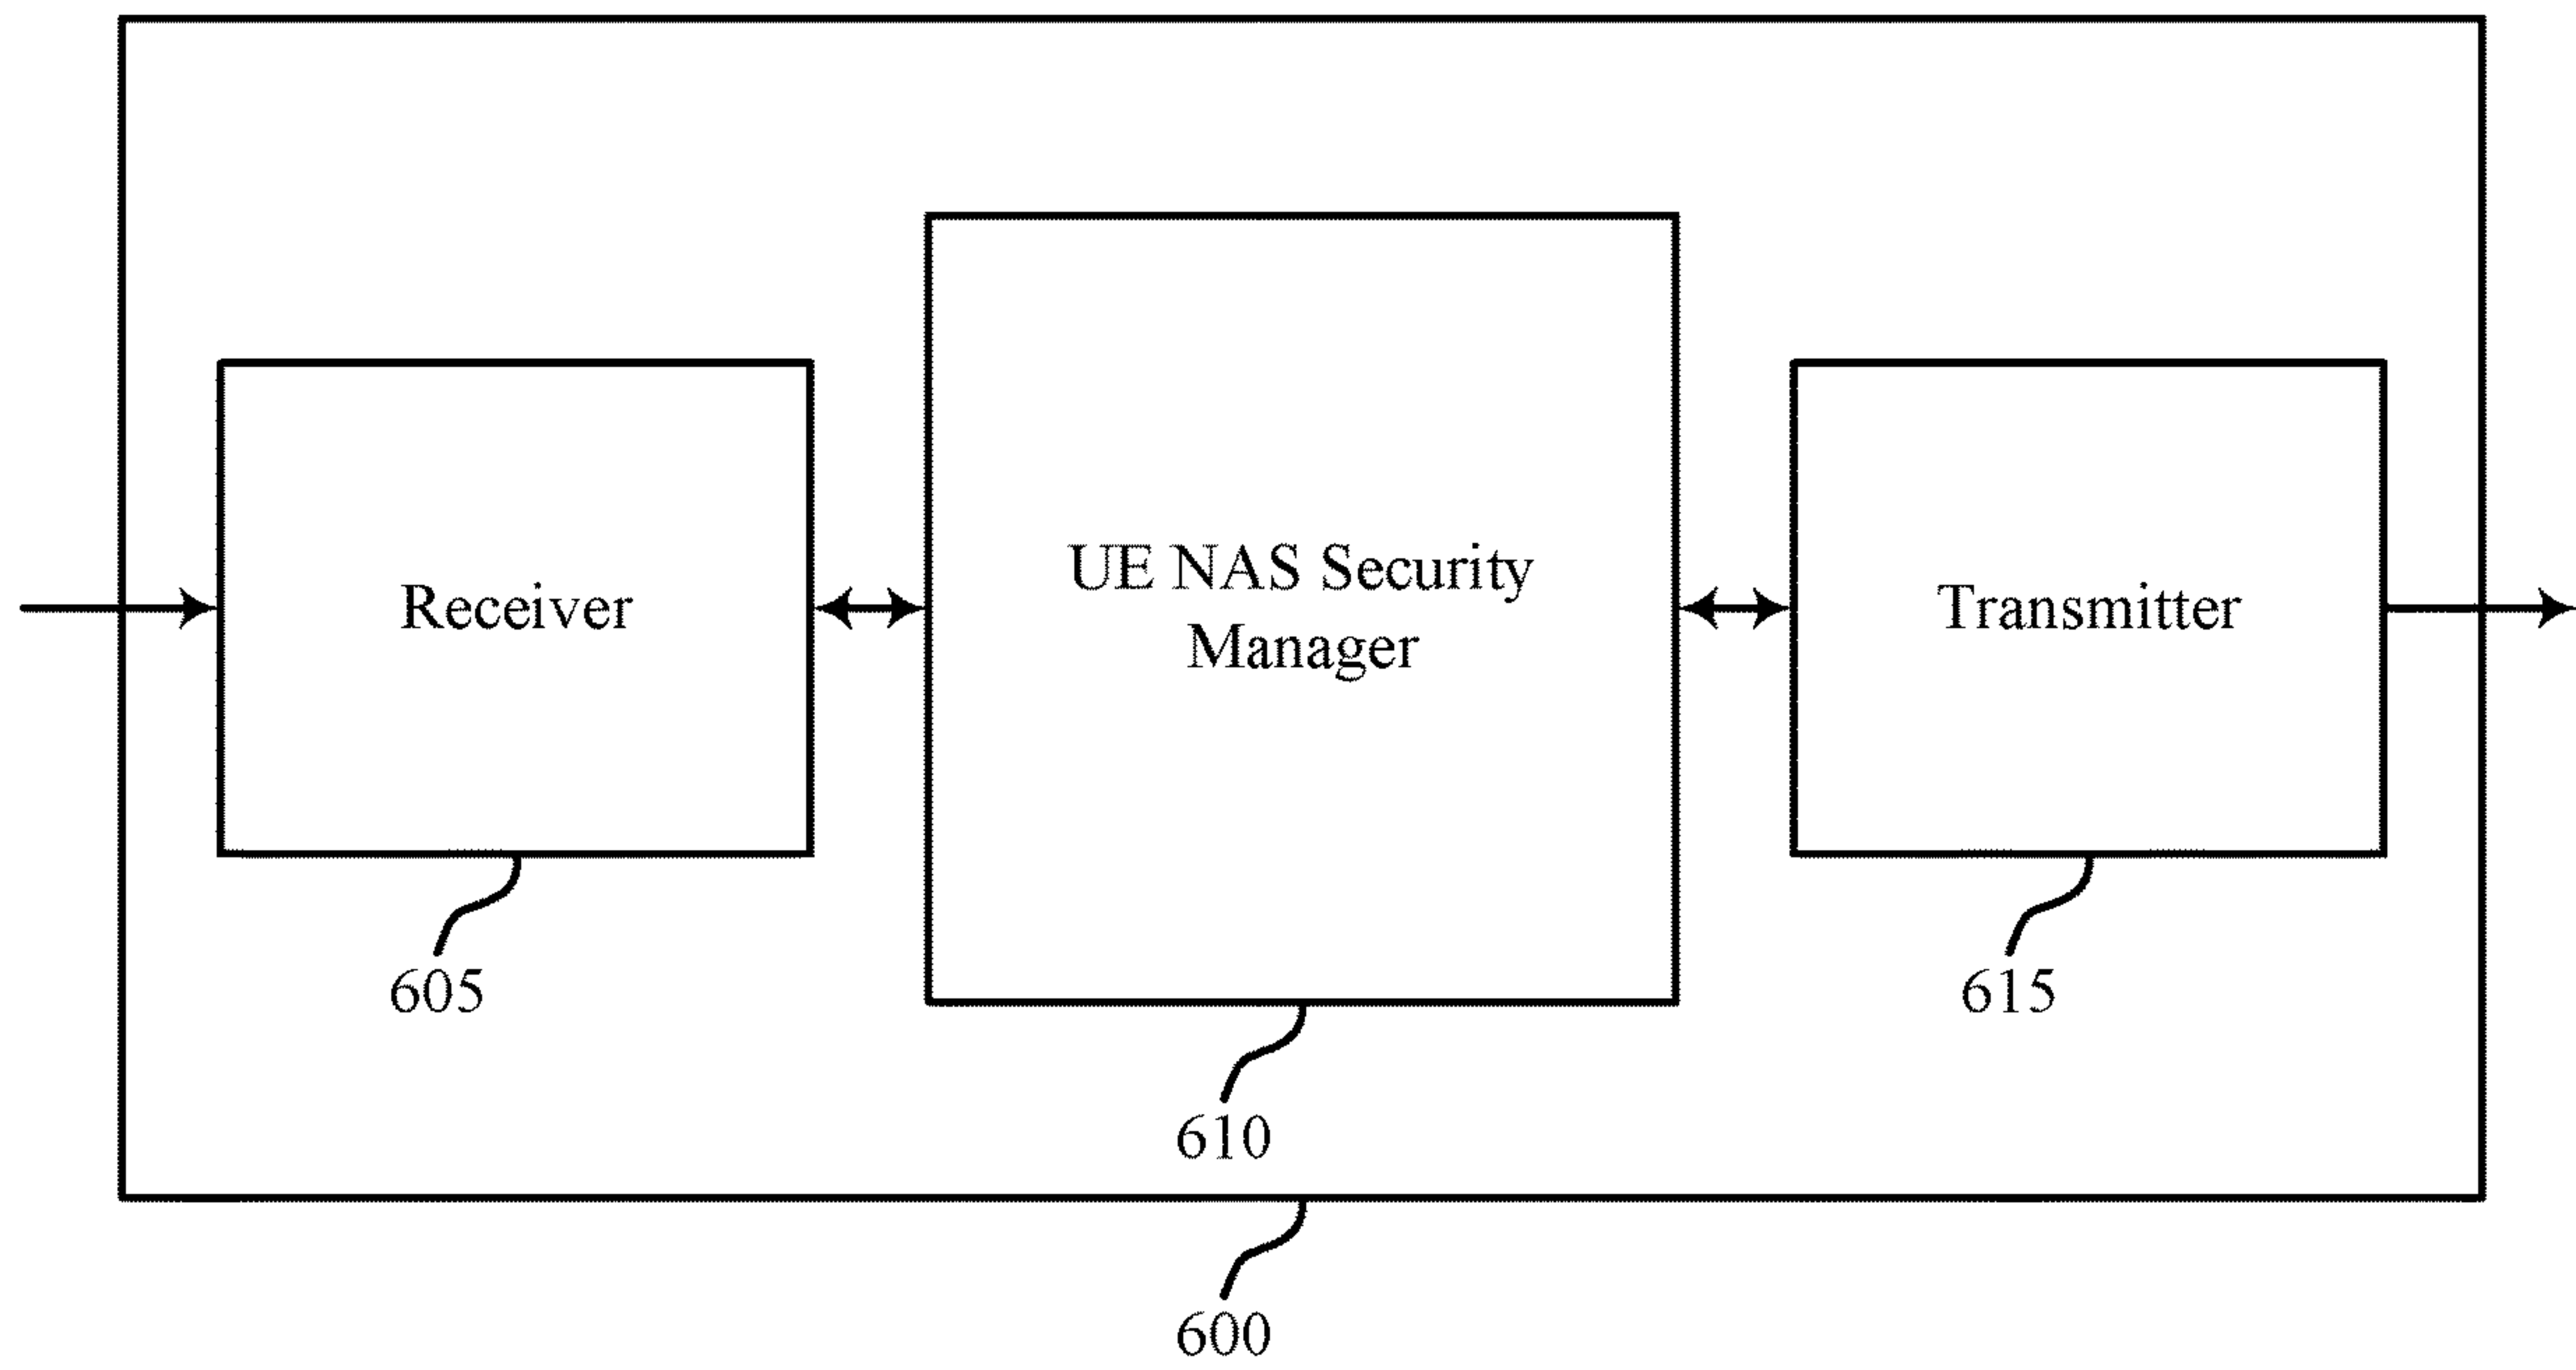 Receiver
UE NAS Security
Manager
Transmitter
605
615
610
600